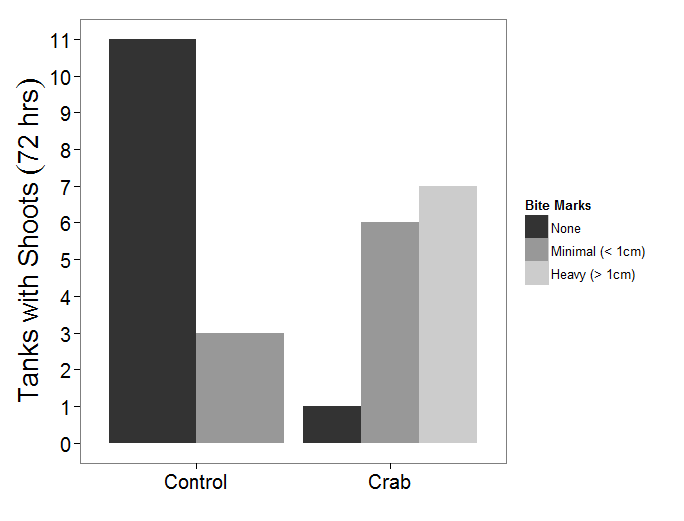 Tanks with Shoots (72 hrs)
11
10
9
8
7
6
5
4
3
2
1
0
Control
Crab
Bite Marks
None
Minimal (< 1cm)
Heavy (> 1cm)